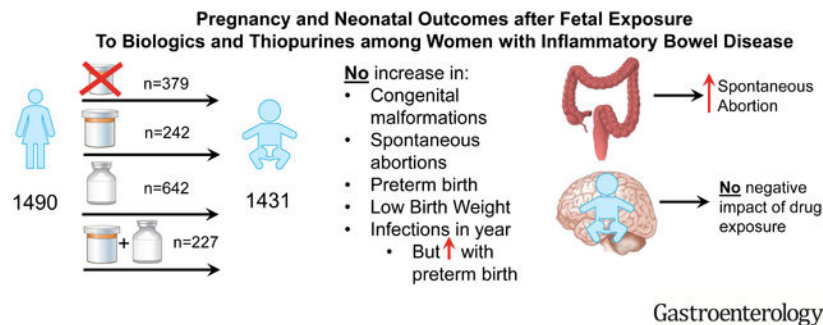 Pregnancy and Neonatal Outcomes after Fetal Exposure
To Biologics and Thiopurines among Women with Inflammatory Bowel Disease
1490
n=379
n=242
n=642
+
n=227
1431
No increase in:
• Congenital
malformations
• Spontaneous
abortions
• Preterm birth
• Low Birth Weight
• Infections in year
• But ↑ with
preterm birth
↑ Spontaneous
Abortion
No negative
impact of drug
exposure
Gastroenterology